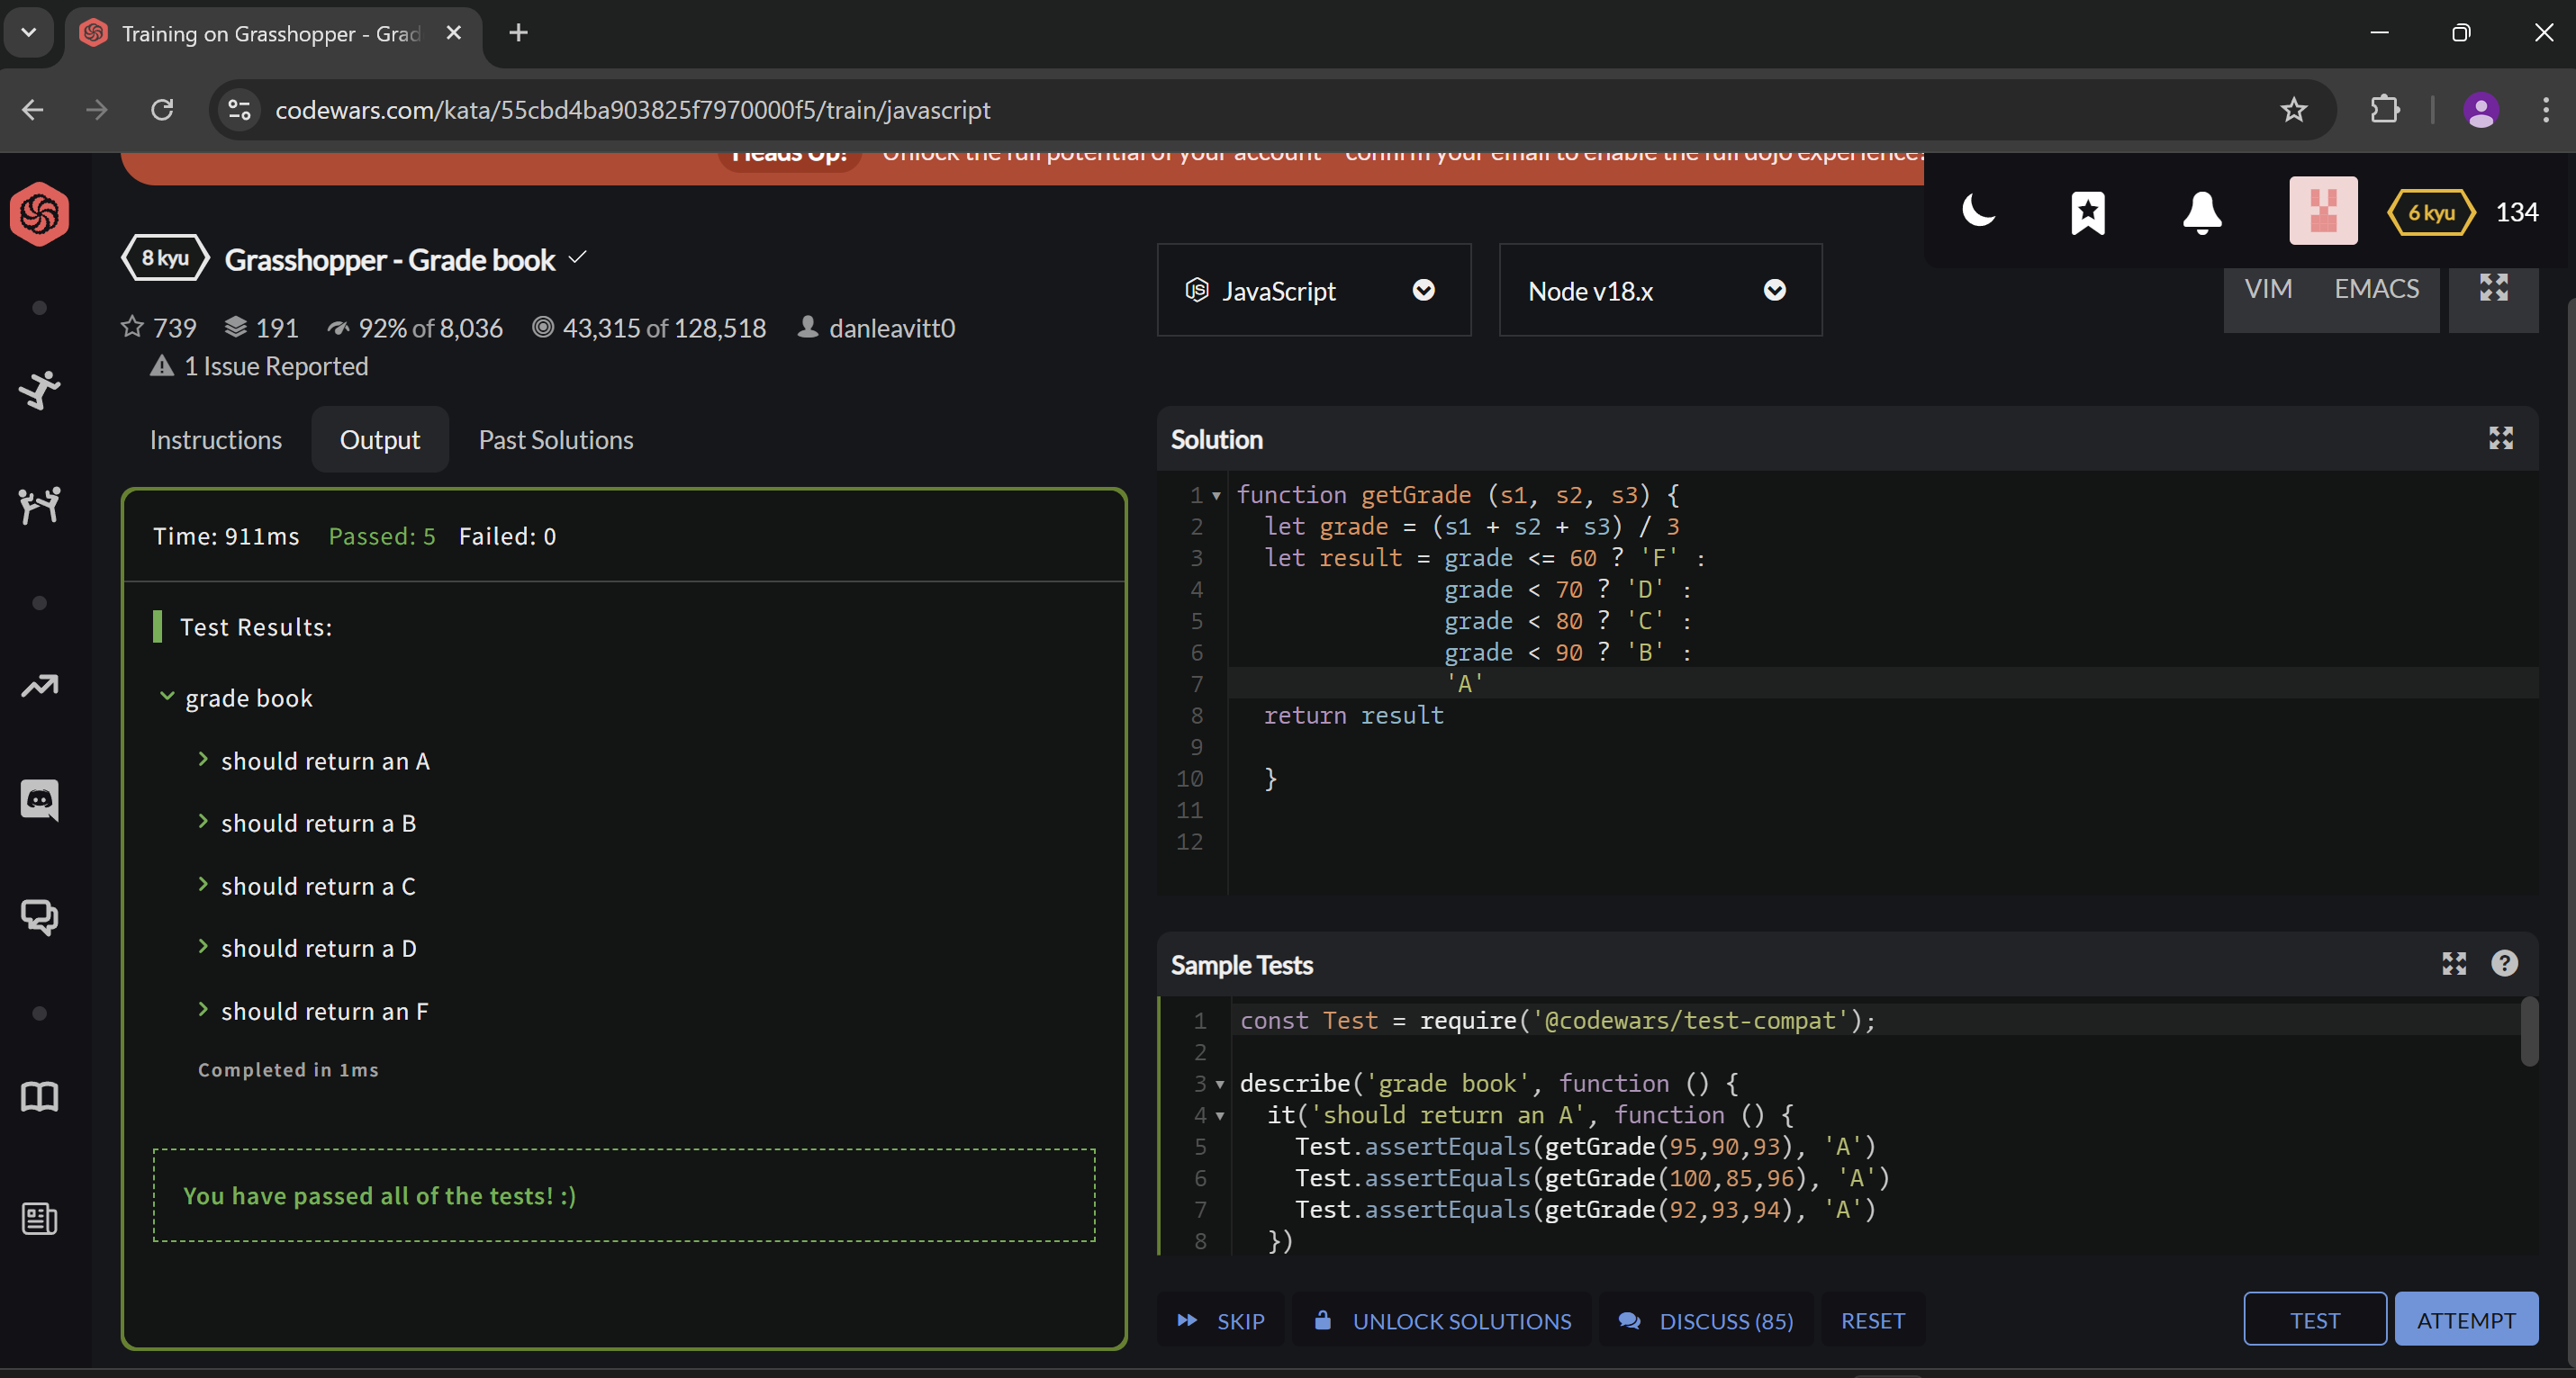 Training on Grasshopper - Grad
codewars.com/kata/55cbd4ba903825f7970000f5/train/javascript
Heads Up! Unlock the full potential of your account confirm your email to enable the full dojo experience.
6 kyu 134
8 kyu Grasshopper - Grade book
739 191 92% of 8,036 43,315 of 128,518 danleavitt0
1 Issue Reported
JavaScript
Node v18.x
VIM EMACS
Instructions Output Past Solutions
Time: 911ms Passed: 5 Failed: 0
Test Results:
grade book
should return an A
should return a B
should return a C
should return a D
should return an F
Completed in 1ms
You have passed all of the tests! :)
Solution
1 function getGrade (s1, s2, s3) {
2 let grade = (s1 + s2 + s3) / 3
3 let result = grade <= 60 ? 'F' :
4 grade < 70 ? 'D' :
5 grade < 80 ? 'C' :
6 grade < 90 ? 'B' :
7 'A'
8 return result
9
10 }
11
12
Sample Tests
1 const Test = require('@codewars/test-compat');
2
3 describe('grade book', function () {
4 it('should return an A', function () {
5 Test.assertEquals(getGrade(95,90,93), 'A')
6 Test.assertEquals(getGrade(100,85,96), 'A')
7 Test.assertEquals(getGrade(92,93,94), 'A')
8 })
SKIP UNLOCK SOLUTIONS DISCUSS (85) RESET TEST ATTEMPT